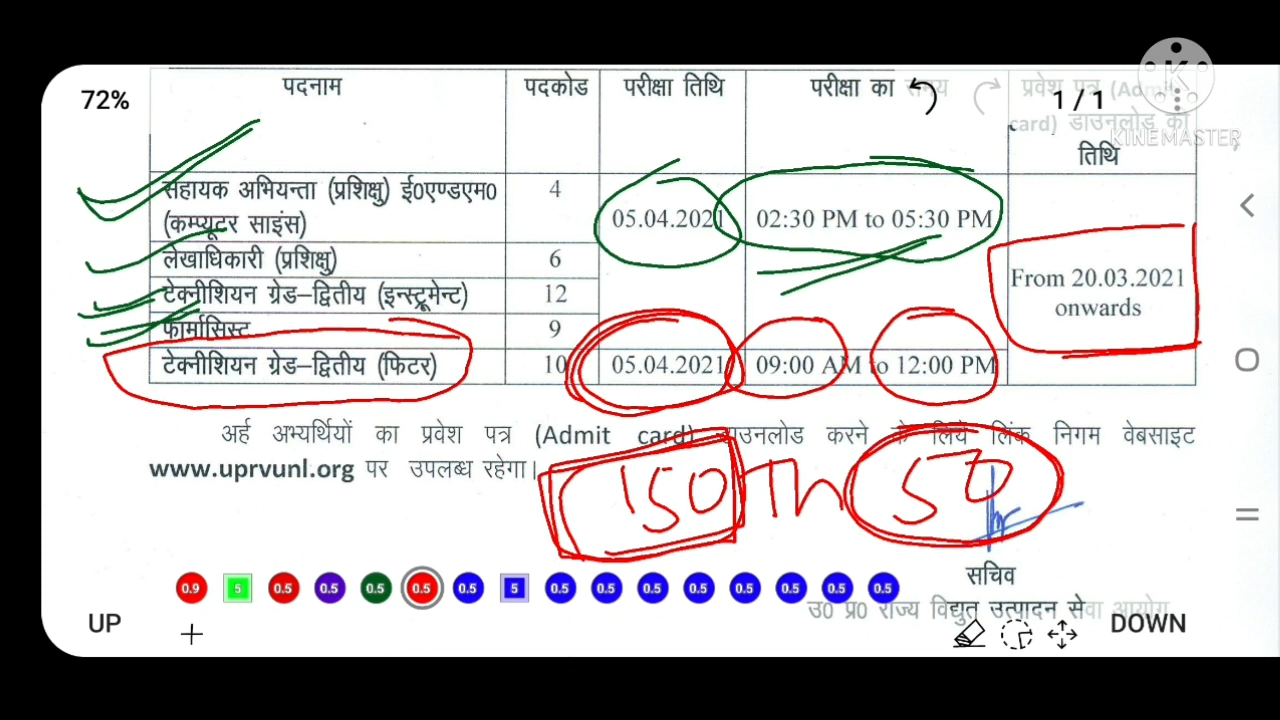 72%
1 / 1
KINEMASTER
पदनाम पदकोड परीक्षा तिथि परीक्षा का समय प्रवेश पत्र (Admit card) डाउनलोड की तिथि
सहायक अभियन्ता (प्रशिक्षु) ई0एण्डएम0 4
(कम्प्यूटर साइंस) 05.04.2021 02:30 PM to 05:30 PM
लेखाधिकारी (प्रशिक्षु) 6
From 20.03.2021
टेक्नीशियन ग्रेड–द्वितीय (इन्स्ट्रूमेन्ट) 12
onwards
फार्मासिस्ट 9
टेक्नीशियन ग्रेड–द्वितीय (फिटर) 10 05.04.2021 09:00 AM to 12:00 PM
अर्ह अभ्यर्थियों का प्रवेश पत्र (Admit card) डाउनलोड करने के लिये लिंक निगम वेबसाइट
www.uprvunl.org पर उपलब्ध रहेगा।
150 Th 50
सचिव
उ0 प्र0 राज्य विद्युत उत्पादन सेवा आयोग
0.9 5 0.5 0.5 0.5 0.5 0.5 5 0.5 0.5 0.5 0.5 0.5 0.5 0.5 0.5
UP
DOWN